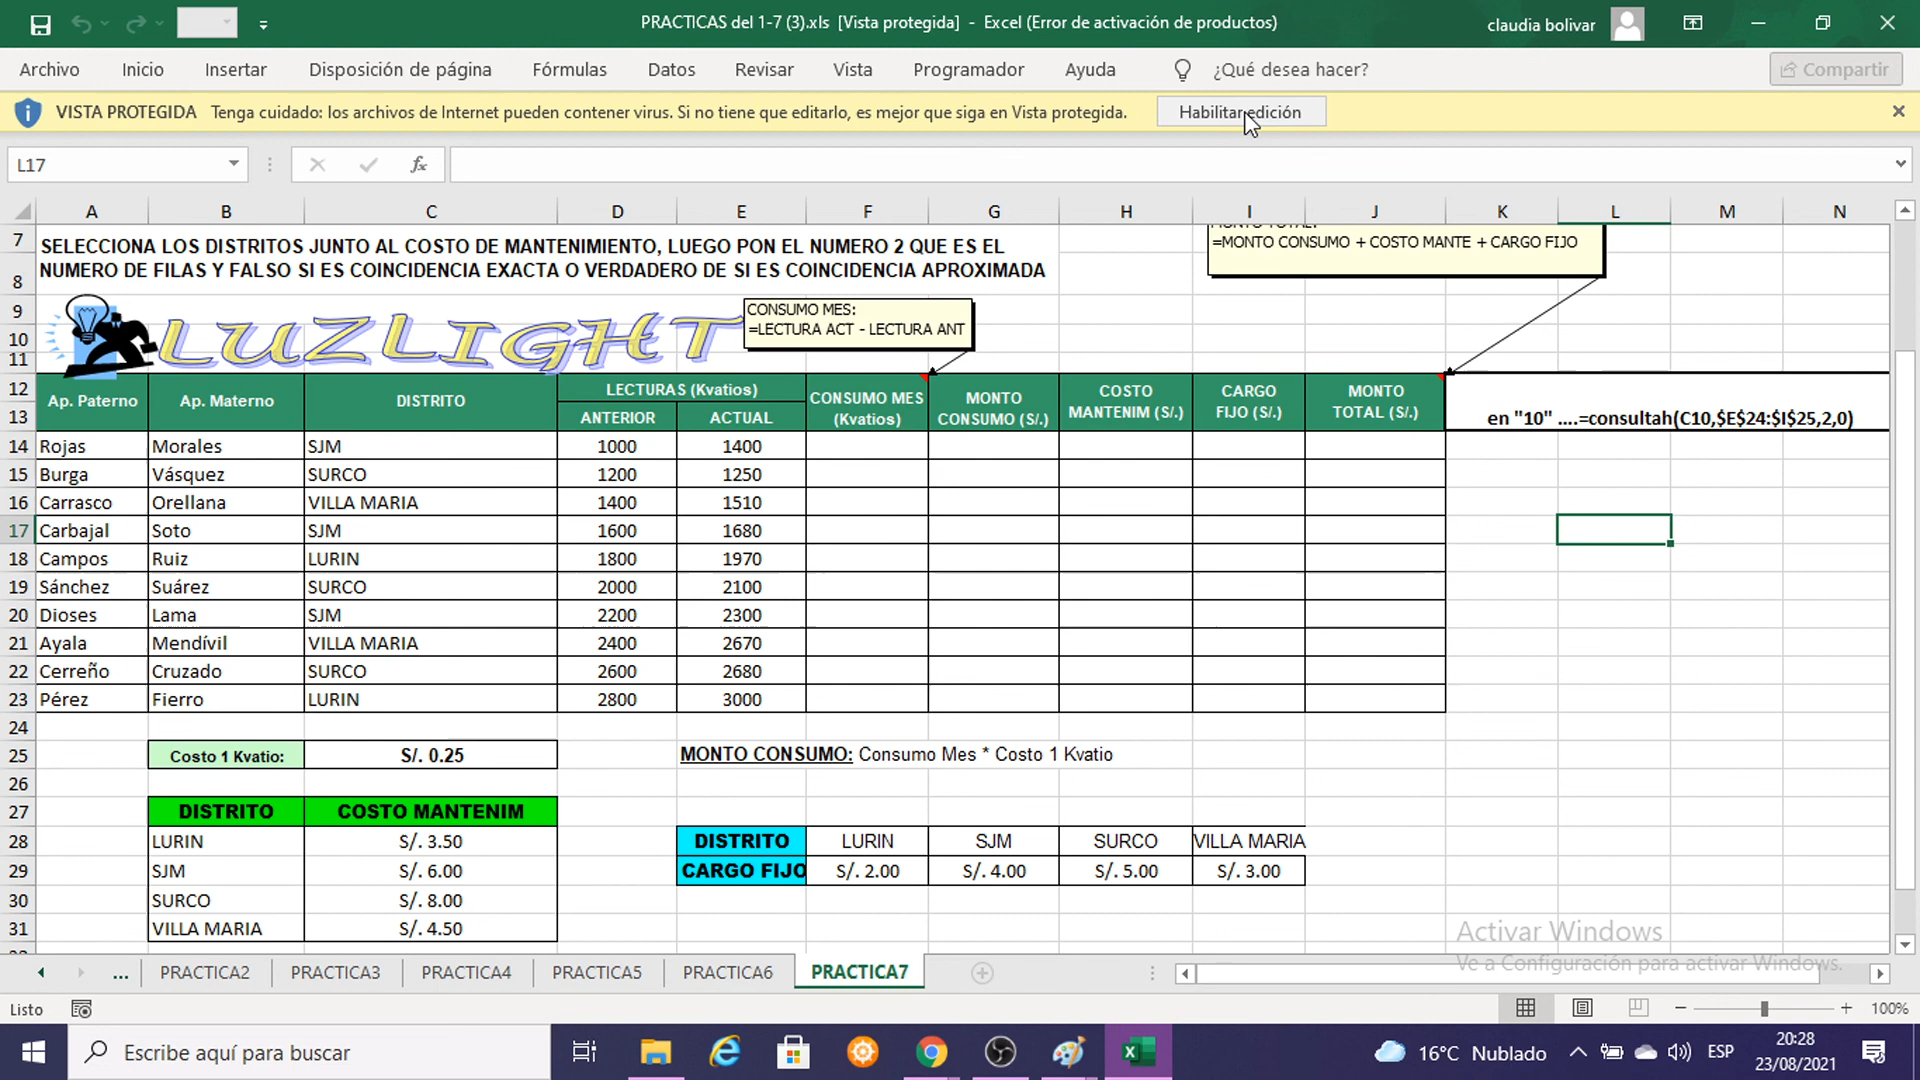 PRACTICAS del 1-7 (3).xls [Vista protegida] - Excel (Error de activación de productos)
claudia bolivar
Archivo Inicio Insertar Disposición de página Fórmulas Datos Revisar Vista Programador Ayuda ¿Qué desea hacer? Compartir
VISTA PROTEGIDA Tenga cuidado: los archivos de Internet pueden contener virus. Si no tiene que editarlo, es mejor que siga en Vista protegida. Habilitar edición
L17 fx
A B C D E F G H I J K L M N
7 SELECCIONA LOS DISTRITOS JUNTO AL COSTO DE MANTENIMIENTO, LUEGO PON EL NUMERO 2 QUE ES EL
8 NUMERO DE FILAS Y FALSO SI ES COINCIDENCIA EXACTA O VERDADERO DE SI ES COINCIDENCIA APROXIMADA
MONTO TOTAL:
=MONTO CONSUMO + COSTO MANTE + CARGO FIJO
9
10
11
LUZLIGHT
CONSUMO MES:
=LECTURA ACT - LECTURA ANT
12 Ap. Paterno Ap. Materno DISTRITO LECTURAS (Kvatios) CONSUMO MES (Kvatios) MONTO CONSUMO (S/.) COSTO MANTENIM (S/.) CARGO FIJO (S/.) MONTO TOTAL (S/.)
13 ANTERIOR ACTUAL en "10" ....=consultah(C10,$E$24:$I$25,2,0)
14 Rojas Morales SJM 1000 1400
15 Burga Vásquez SURCO 1200 1250
16 Carrasco Orellana VILLA MARIA 1400 1510
17 Carbajal Soto SJM 1600 1680
18 Campos Ruiz LURIN 1800 1970
19 Sánchez Suárez SURCO 2000 2100
20 Dioses Lama SJM 2200 2300
21 Ayala Mendívil VILLA MARIA 2400 2670
22 Cerreño Cruzado SURCO 2600 2680
23 Pérez Fierro LURIN 2800 3000
24
25 Costo 1 Kvatio: S/. 0.25 MONTO CONSUMO: Consumo Mes * Costo 1 Kvatio
26
27 DISTRITO COSTO MANTENIM
28 LURIN S/. 3.50 DISTRITO LURIN SJM SURCO VILLA MARIA
29 SJM S/. 6.00 CARGO FIJO S/. 2.00 S/. 4.00 S/. 5.00 S/. 3.00
30 SURCO S/. 8.00
31 VILLA MARIA S/. 4.50
Activar Windows
Ve a Configuración para activar Windows.
... PRACTICA2 PRACTICA3 PRACTICA4 PRACTICA5 PRACTICA6 PRACTICA7
Listo 100%
Escribe aquí para buscar 16°C Nublado ESP 20:28
23/08/2021